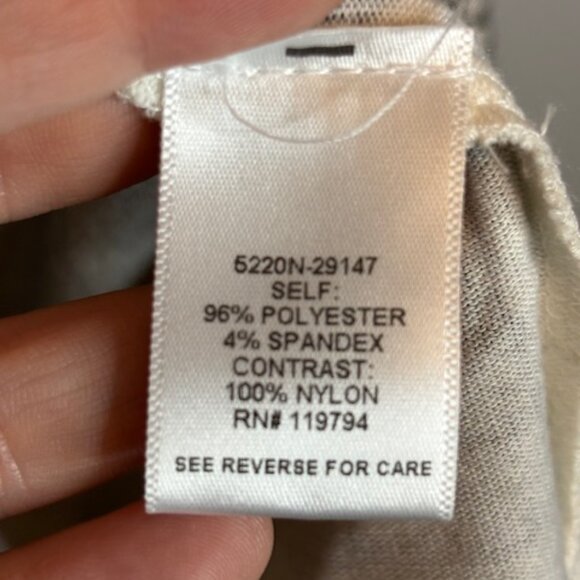 5220N-29147
SELF:
96% POLYESTER
4% SPANDEX
CONTRAST:
100% NYLON
RN# 119794
SEE REVERSE FOR CARE